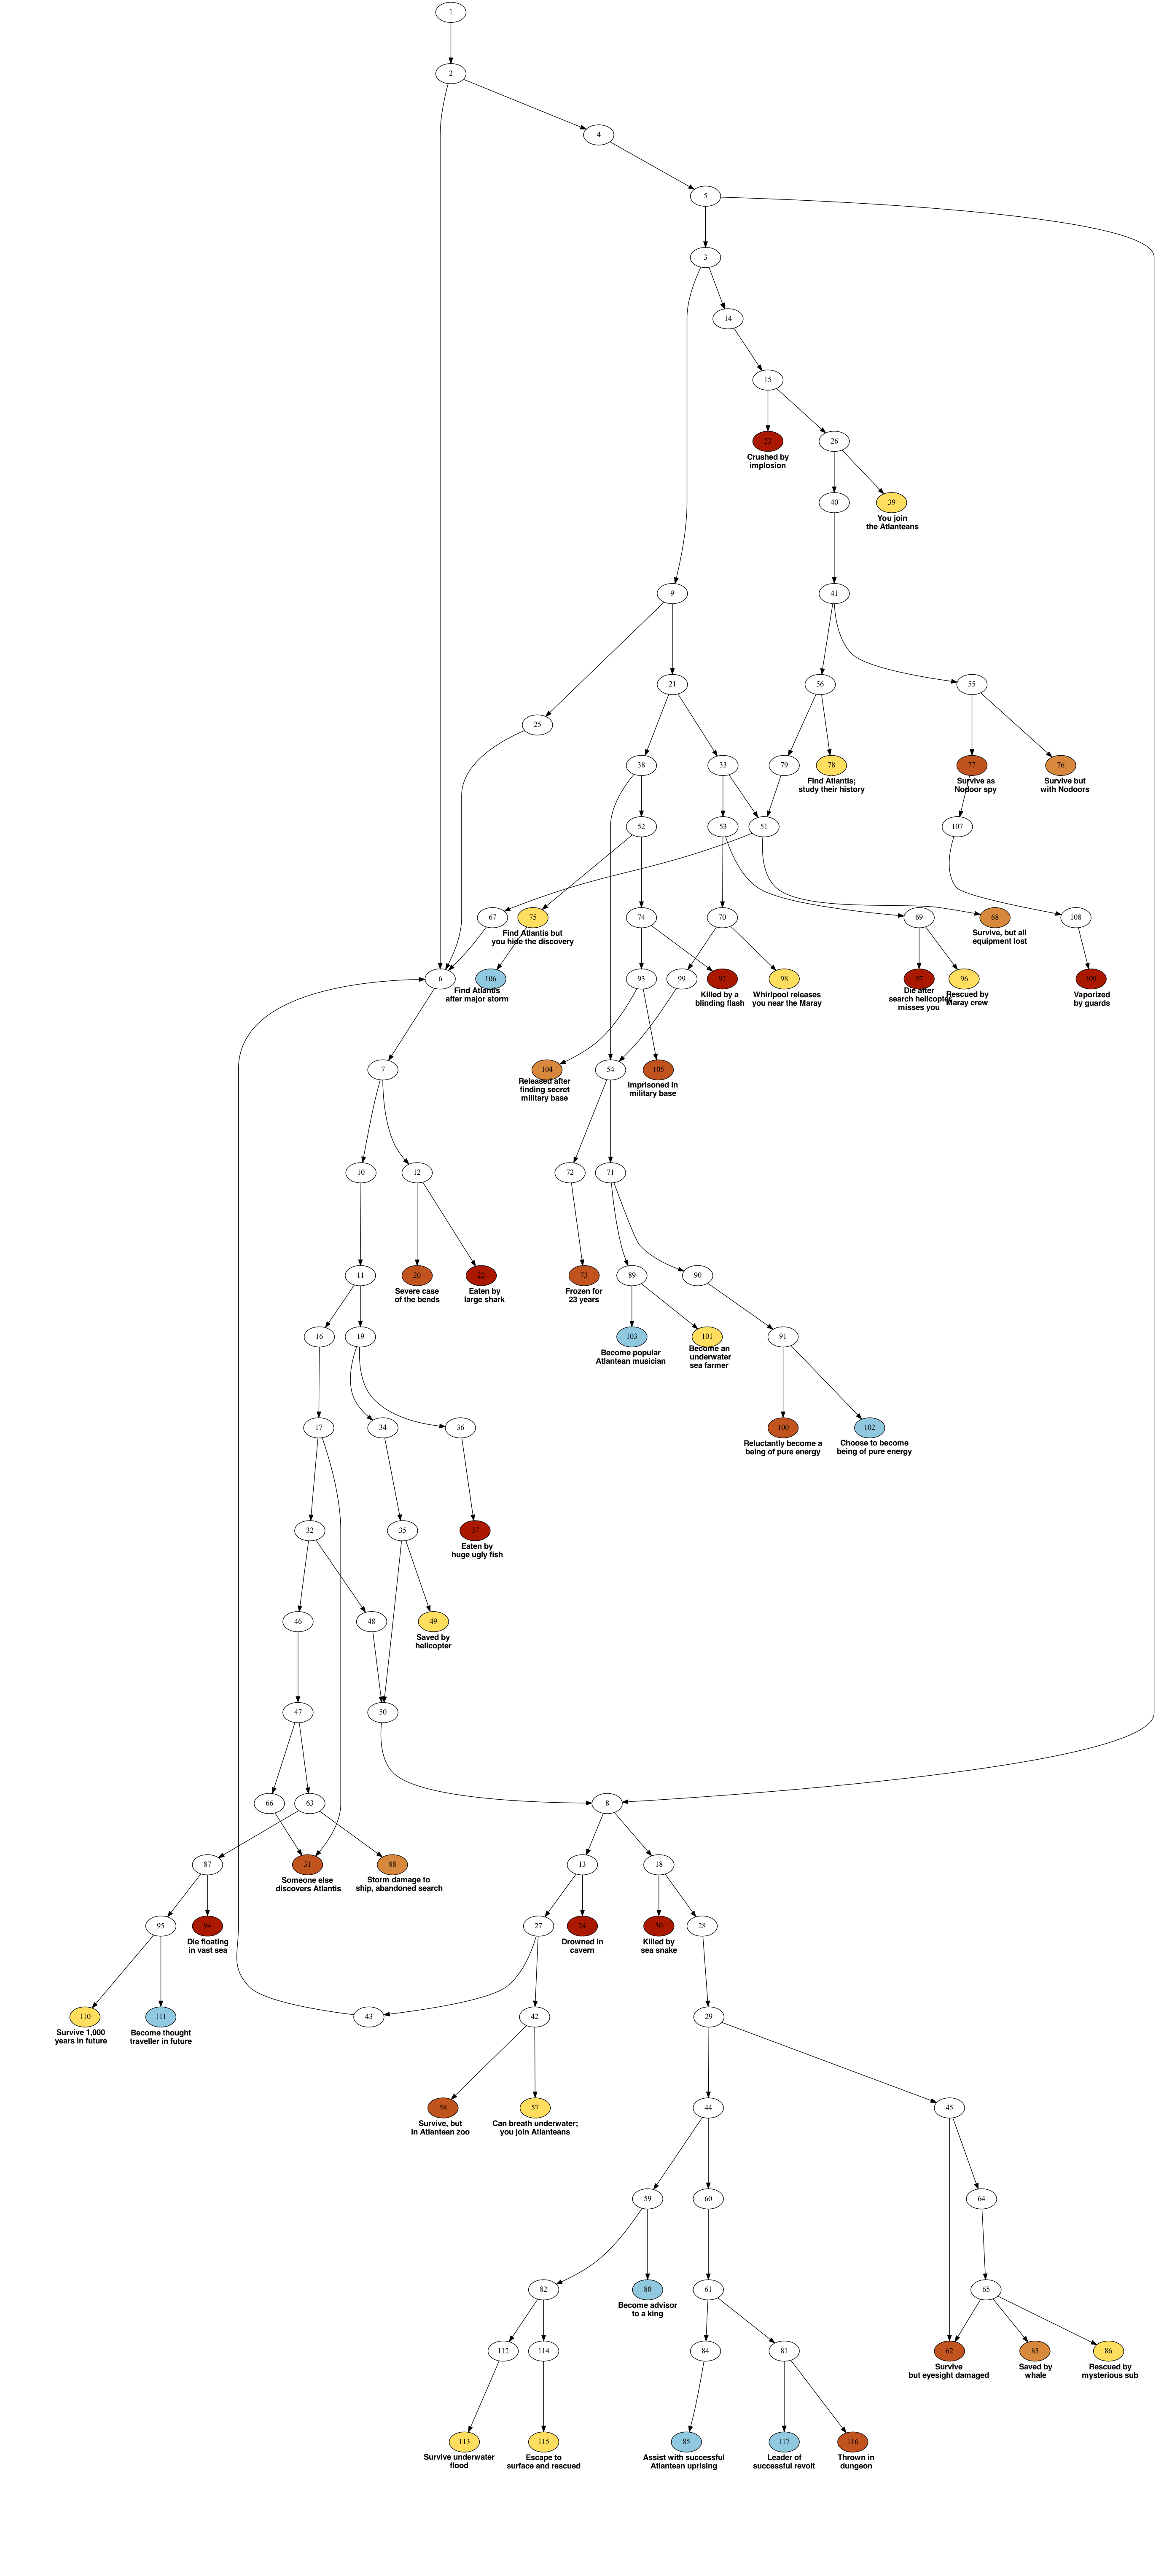 1
2
4
5
3
14
15
23
Crushed by
implosion
26
40
39
You join
the Atlanteans
9
41
21
56
55
25
38
33
79
78
Find Atlantis;
study their history
77
Survive as
Nodoor spy
76
Survive but
with Nodoors
52
53
51
107
67
75
Find Atlantis but
you hide the discovery
74
70
69
68
Survive, but all
equipment lost
108
6
106
Find Atlantis
after major storm
93
99
92
Killed by a
blinding flash
98
Whirlpool releases
you near the Maray
97
Die after
search helicopter
misses you
96
Rescued by
Maray crew
109
Vaporized
by guards
7
104
Released after
finding secret
military base
54
105
Imprisoned in
military base
10
12
72
71
11
20
Severe case
of the bends
22
Eaten by
large shark
73
Frozen for
23 years
89
90
16
19
103
Become popular
Atlantean musician
101
Become an
underwater
sea farmer
91
17
34
36
100
Reluctantly become a
being of pure energy
102
Choose to become
being of pure energy
32
35
37
Eaten by
huge ugly fish
46
48
49
Saved by
helicopter
47
50
66
63
8
87
31
Someone else
discovers Atlantis
88
Storm damage to
ship, abandoned search
13
18
95
94
Die floating
in vast sea
27
24
Drowned in
cavern
30
Killed by
sea snake
28
110
Survive 1,000
years in future
111
Become thought
traveller in future
43
42
29
58
Survive, but
in Atlantean zoo
57
Can breath underwater;
you join Atlanteans
44
45
59
60
64
82
80
Become advisor
to a king
61
65
112
114
84
81
62
Survive
but eyesight damaged
83
Saved by
whale
86
Rescued by
mysterious sub
113
Survive underwater
flood
115
Escape to
surface and rescued
85
Assist with successful
Atlantean uprising
117
Leader of
successful revolt
116
Thrown in
dungeon